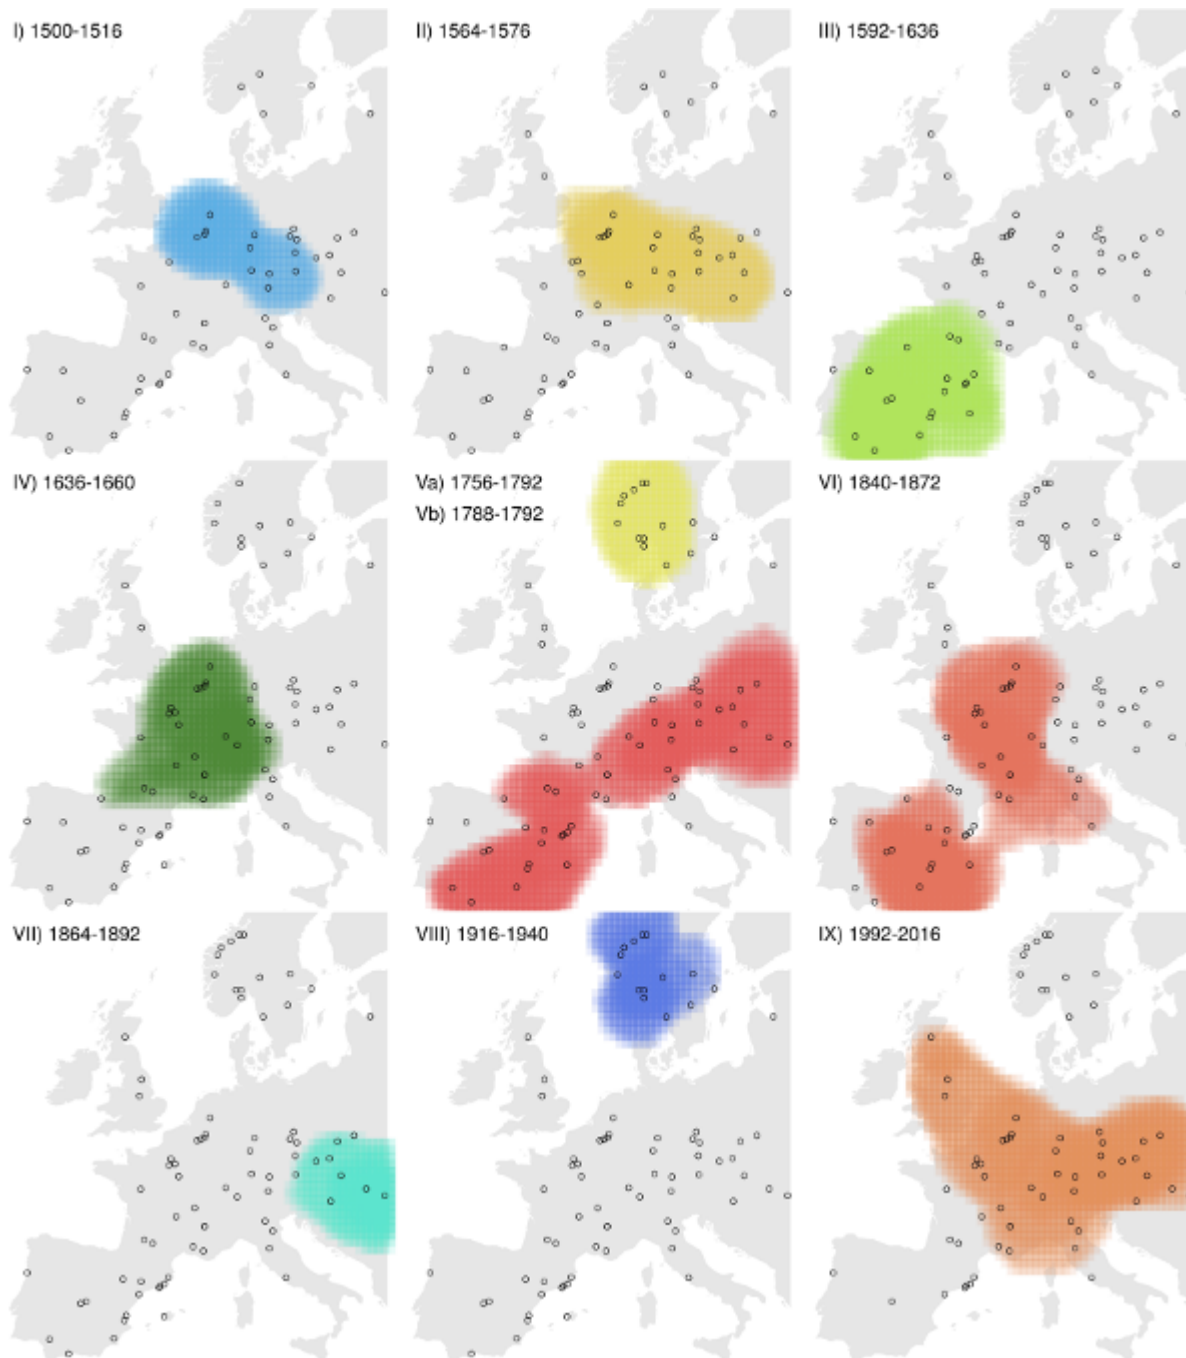 I) 1500-1516
II) 1564-1576
III) 1592-1636
IV) 1636-1660
Va) 1756-1792
Vb) 1788-1792
VI) 1840-1872
VII) 1864-1892
VIII) 1916-1940
IX) 1992-2016